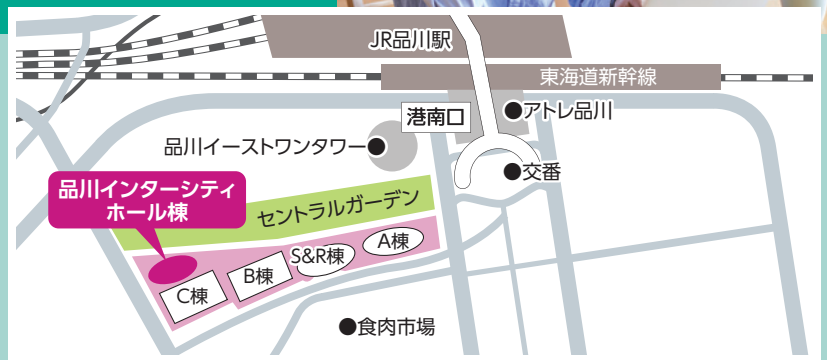 JR品川駅
東海道新幹線
港南口
●アトレ品川
品川イーストワンタワー●
●交番
品川インターシティ
ホール棟
セントラルガーデン
A棟
S&R棟
B棟
C棟
●食肉市場